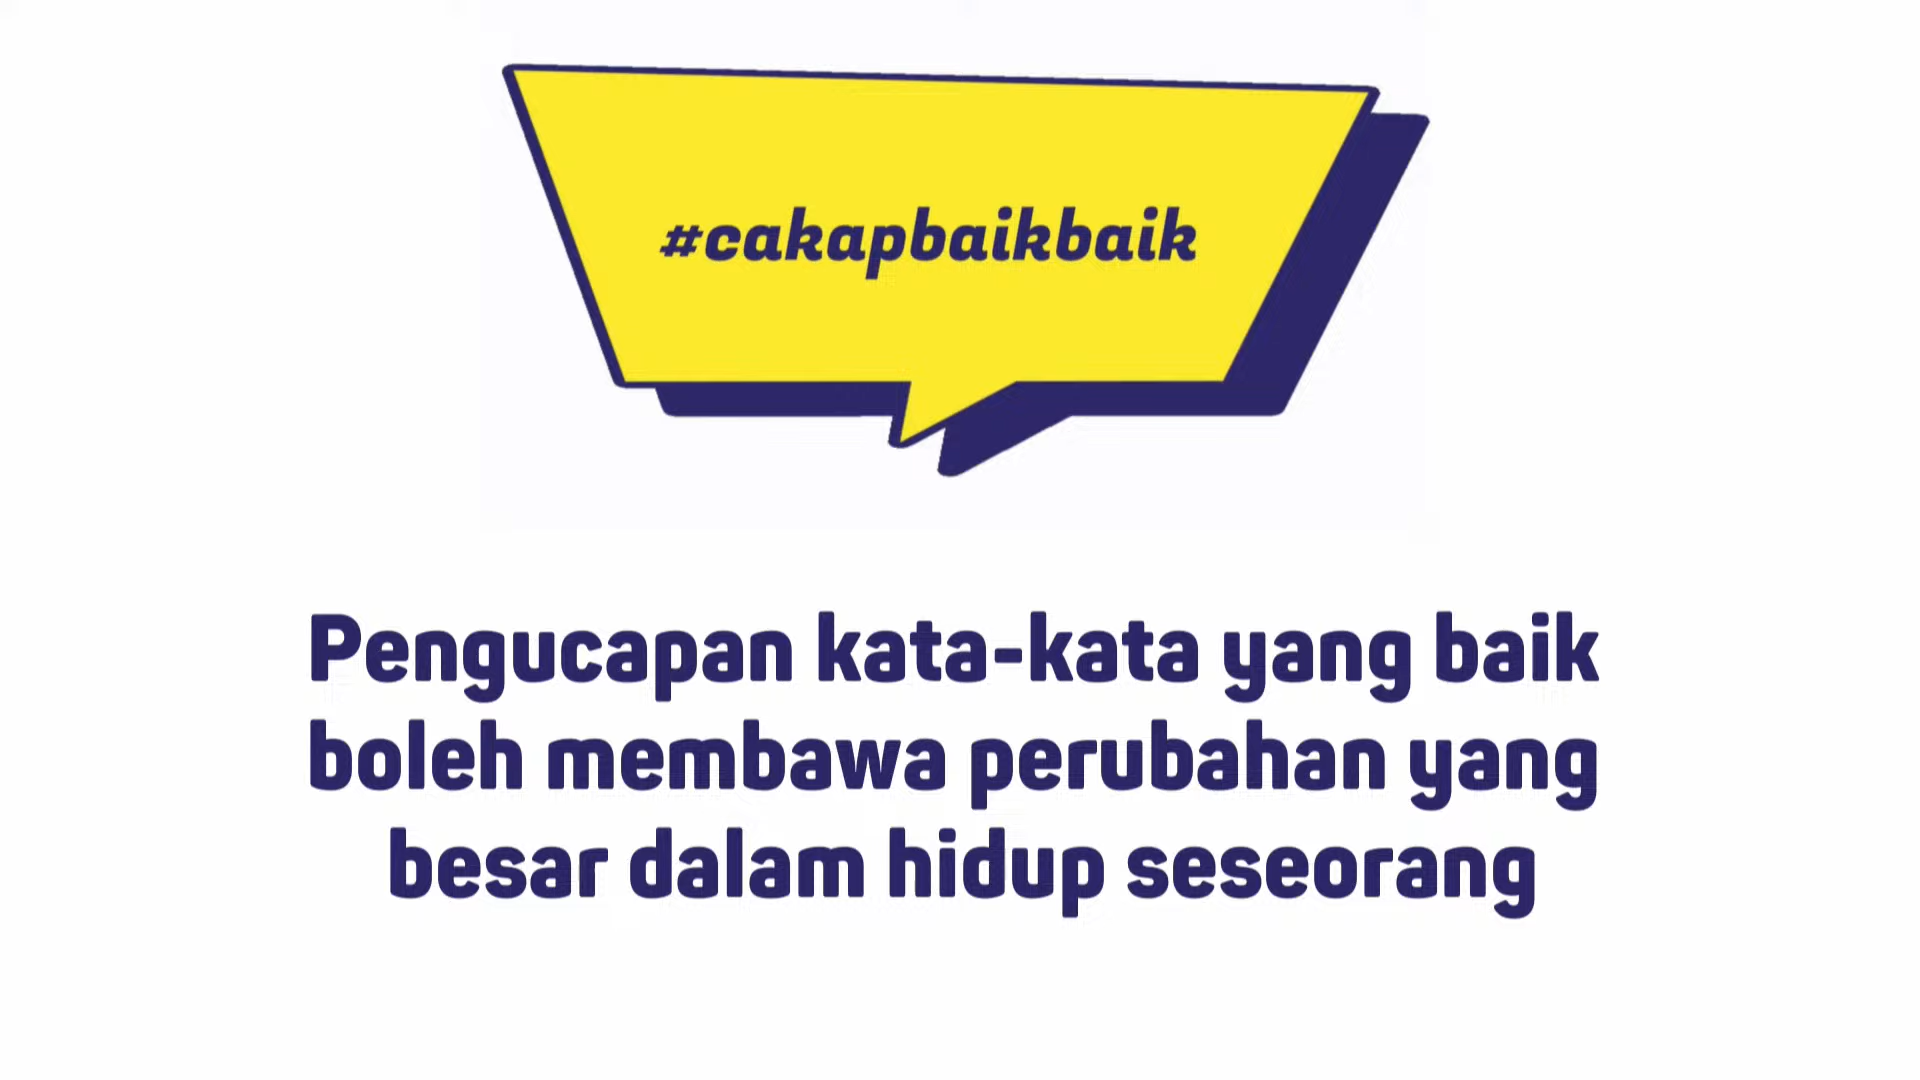 #cakapbaikbaik
Pengucapan kata-kata yang baik
boleh membawa perubahan yang
besar dalam hidup seseorang